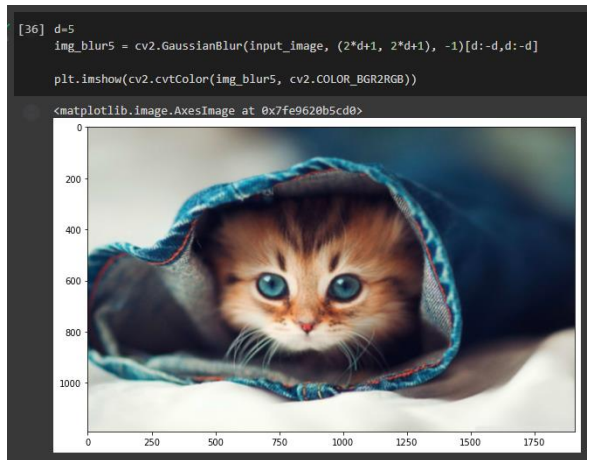 [36] d=5
img_blur5 = cv2.GaussianBlur(input_image, (2*d+1, 2*d+1), -1)[d:-d,d:-d]
plt.imshow(cv2.cvtColor(img_blur5, cv2.COLOR_BGR2RGB))
<matplotlib.image.AxesImage at 0x7fe9620b5cd0>
0
200
400
600
800
1000
0 250 500 750 1000 1250 1500 1750